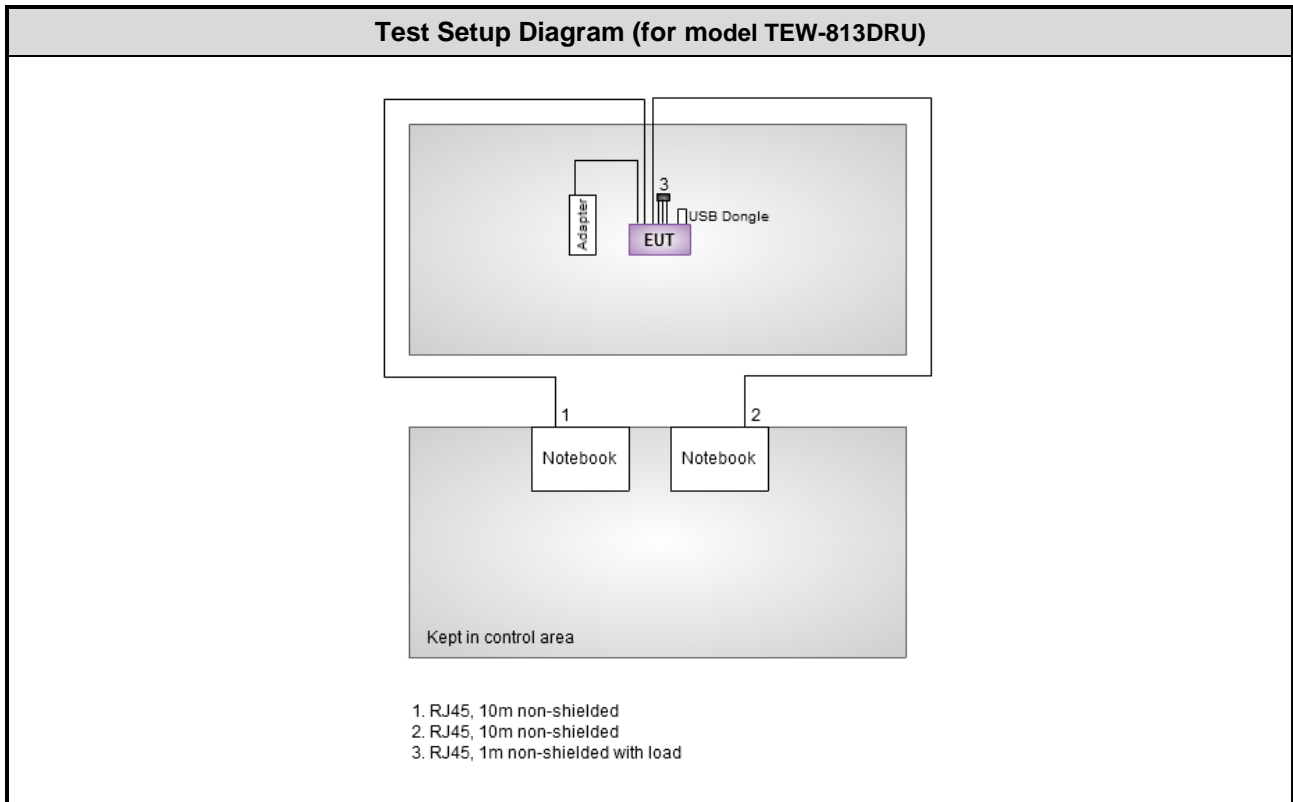 Test Setup Diagram (for model TEW-813DRU)
3
USB Dongle
Adapter
EUT
1
2
Notebook
Notebook
Kept in control area
1. RJ45, 10m non-shielded
2. RJ45, 10m non-shielded
3. RJ45, 1m non-shielded with load